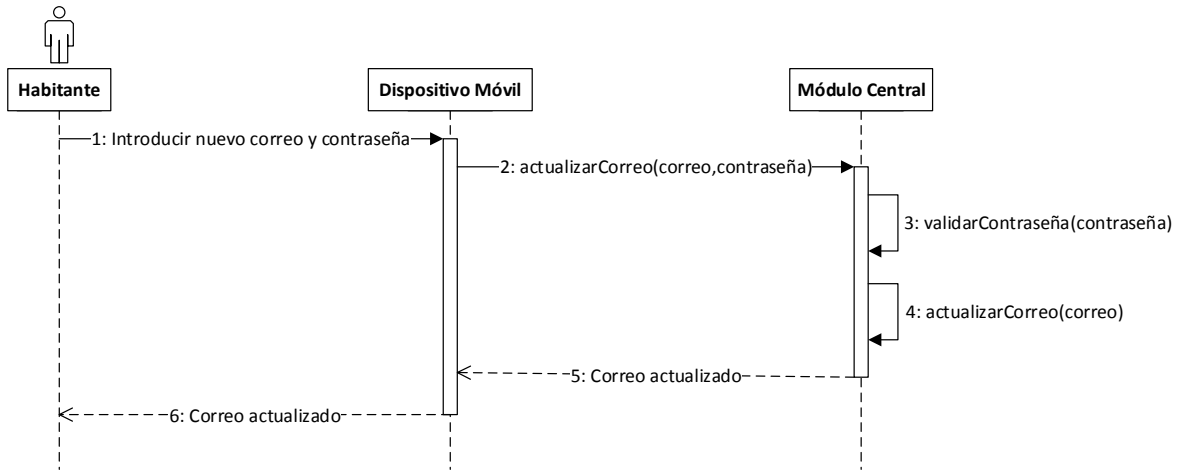 Habitante
Dispositivo Móvil
Módulo Central
1: Introducir nuevo correo y contraseña
2: actualizarCorreo(correo,contraseña)
3: validarContraseña(contraseña)
4: actualizarCorreo(correo)
5: Correo actualizado
6: Correo actualizado